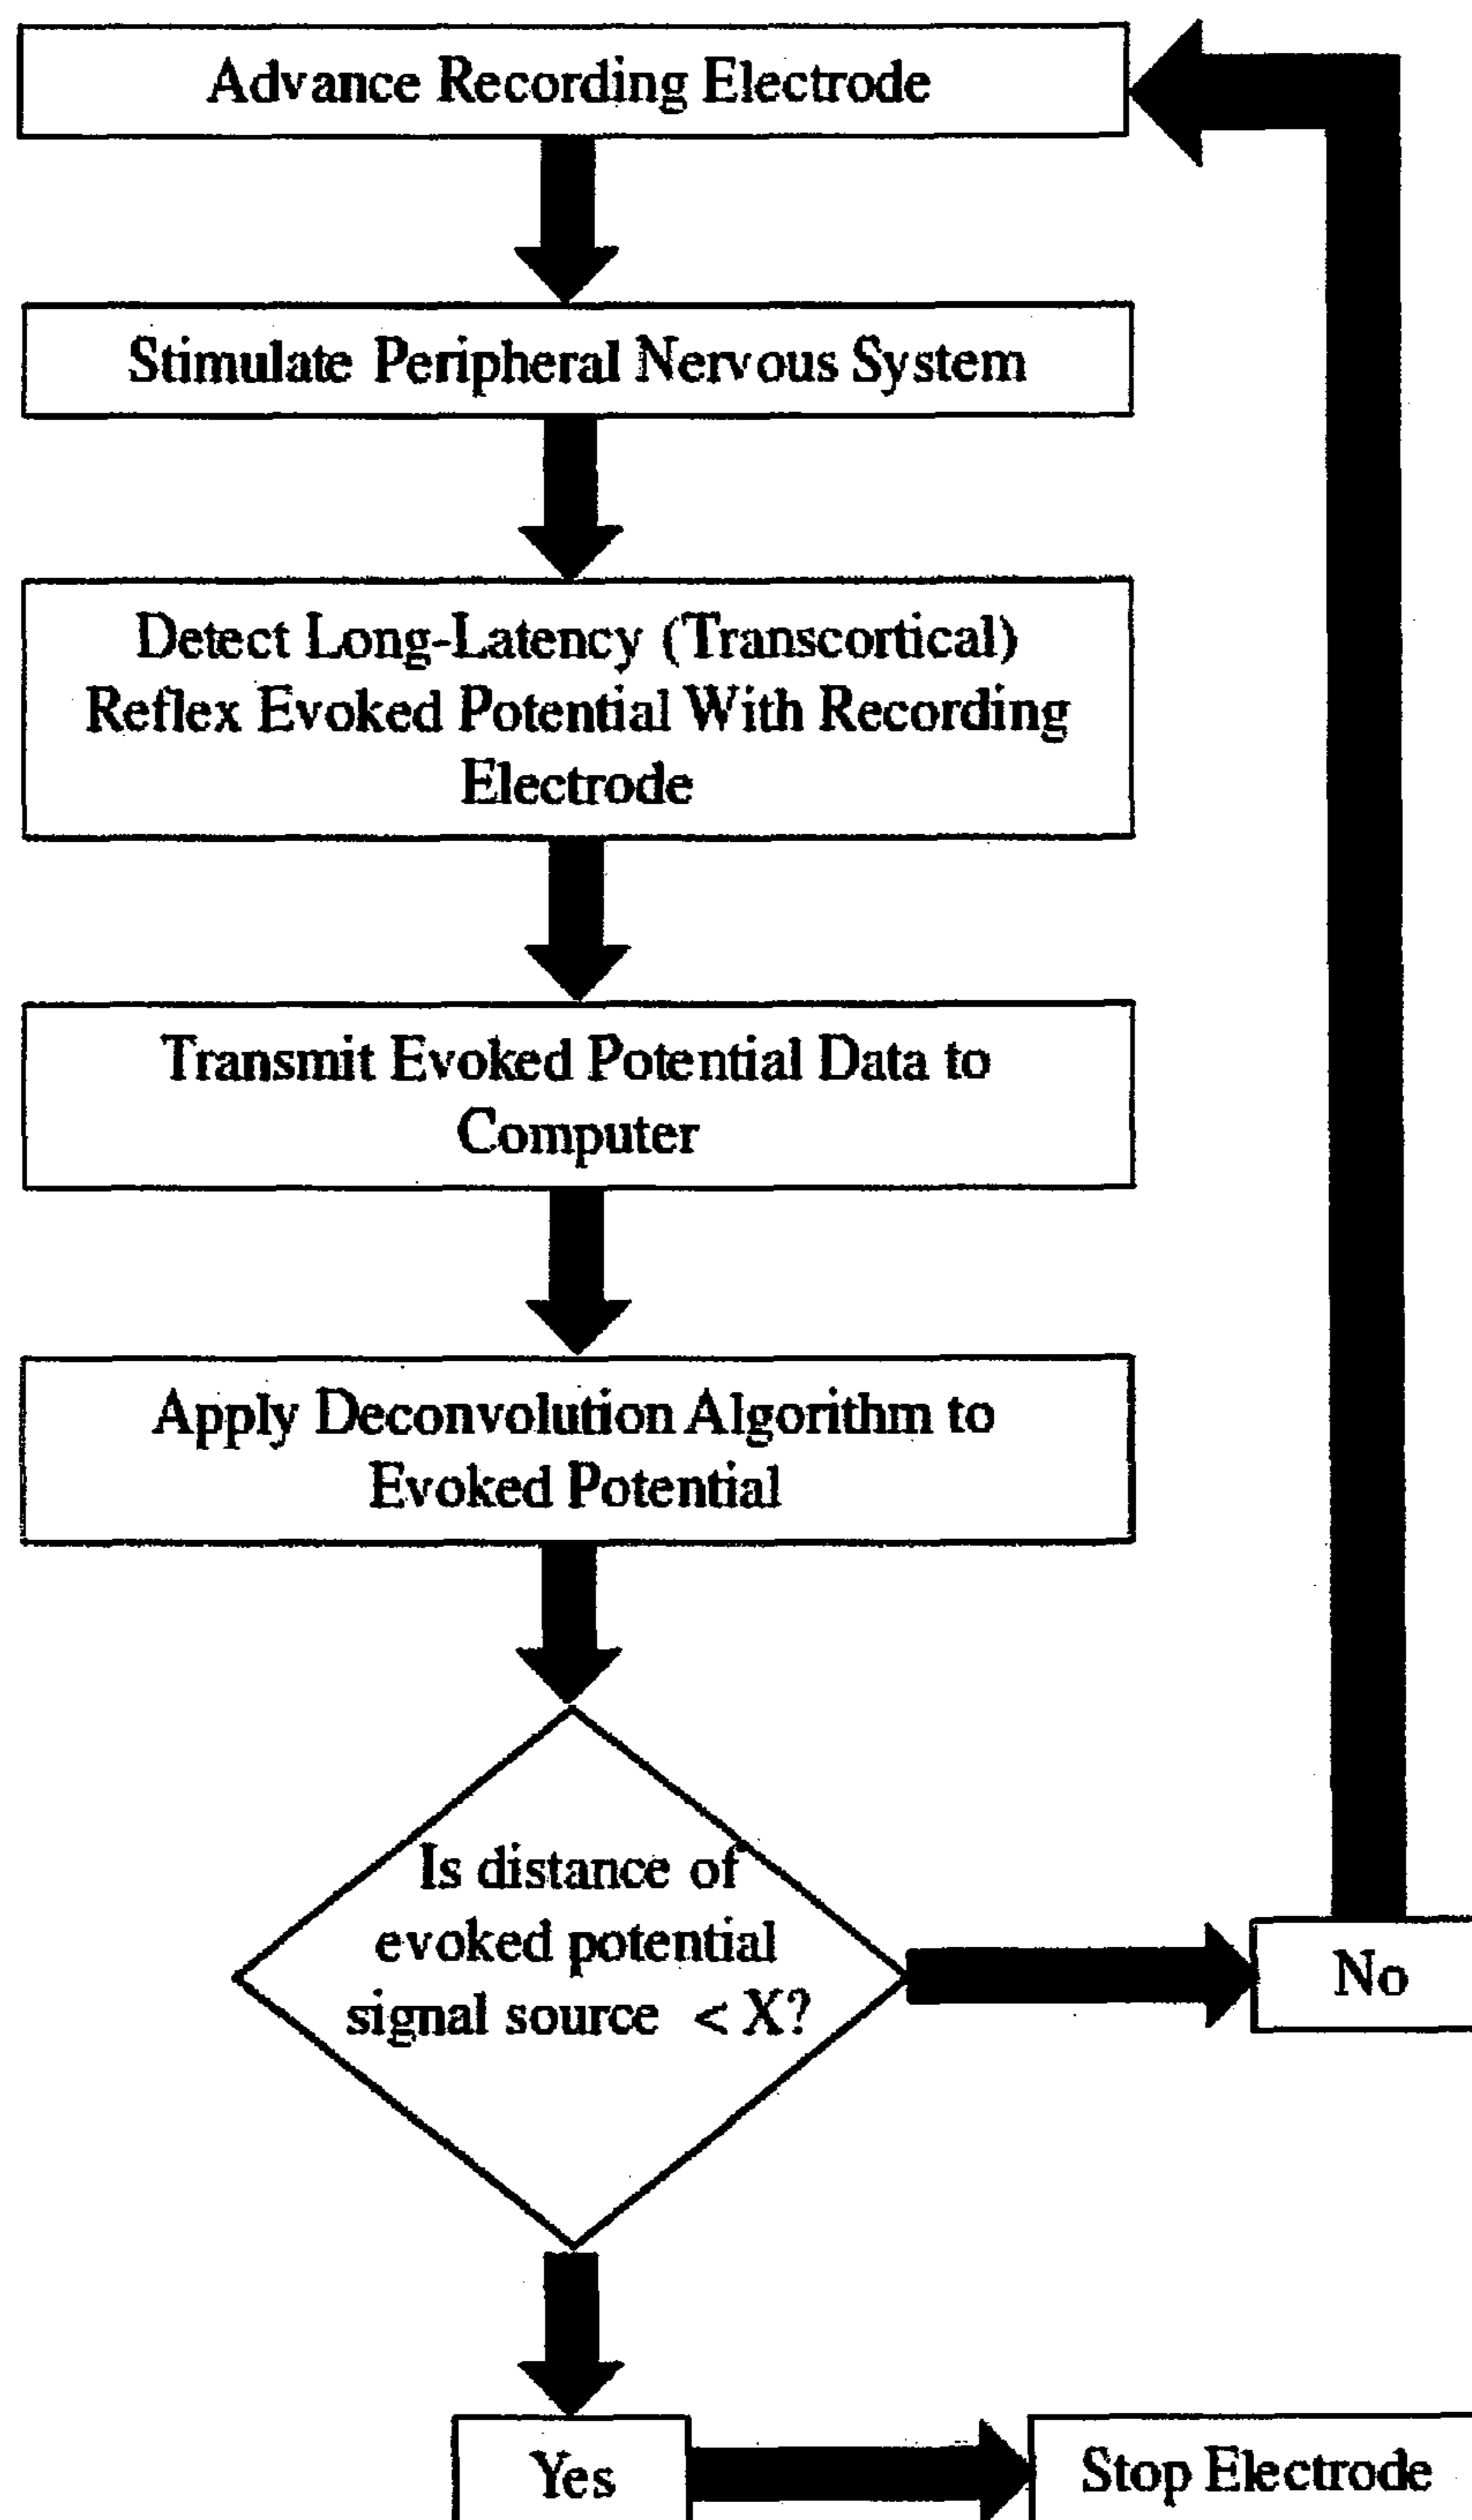 Advance Recording Electrode
Stimulate Peripheral Nervous System
Detect Long-Latency (Transcortical)
Reflex Evoked Potential With Recording
Electrode
Transmit Evoked Potential Data to
Computer
Apply Deconvolution Algorithm to
Evoked Potential
Is distance of
evoked potential
signal source < X?
No
Yes
Stop Electrode